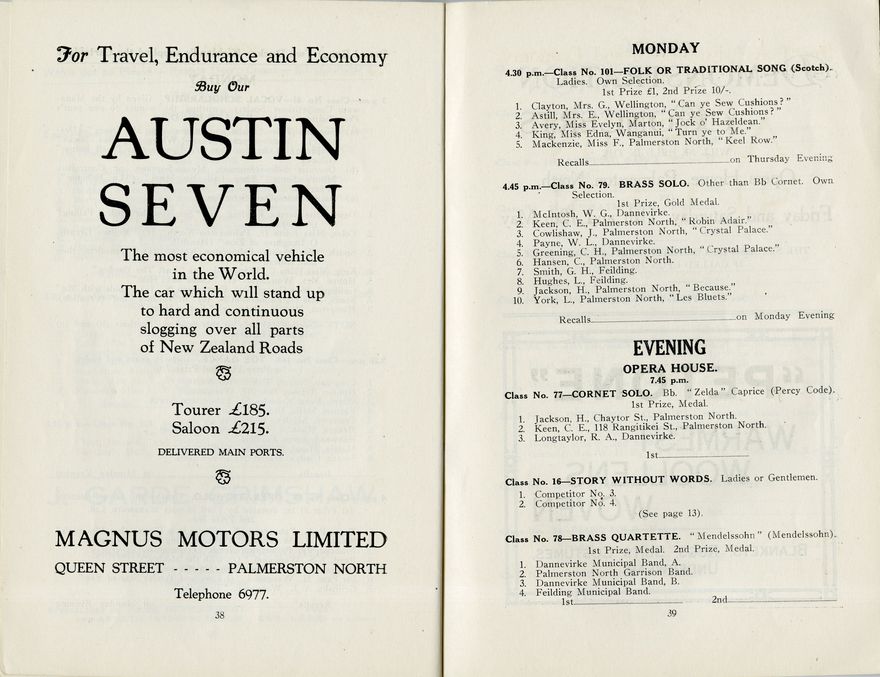 For Travel, Endurance and Economy
Buy Our
AUSTIN
SEVEN
The most economical vehicle
in the World.
The car which will stand up
to hard and continuous
slogging over all parts
of New Zealand Roads
Tourer £185.
Saloon £215.
DELIVERED MAIN PORTS.
MAGNUS MOTORS LIMITED
QUEEN STREET - - - - - PALMERSTON NORTH
Telephone 6977.
38
MONDAY
4.30 p.m.—Class No. 101—FOLK OR TRADITIONAL SONG (Scotch).
Ladies. Own Selection.
1st Prize £1, 2nd Prize 10/-.
1. Clayton, Mrs. G., Wellington, "Can ye Sew Cushions?"
2. Astill, Mrs. E., Wellington, "Can ye Sew Cushions?"
3. Avery, Miss Evelyn, Marton, "Jock o' Hazeldean."
4. King, Miss Edna, Wanganui, "Turn ye to Me."
5. Mackenzie, Miss F., Palmerston North, "Keel Row."
Recalls____________on Thursday Evening
4.45 p.m.—Class No. 79. BRASS SOLO. Other than Bb Cornet. Own
Selection.
1st Prize, Gold Medal.
1. McIntosh, W. G., Dannevirke.
2. Keen, C. E., Palmerston North, "Robin Adair."
3. Cowlishaw, J., Palmerston North, "Crystal Palace."
4. Payne, W. L., Dannevirke.
5. Greening, C. H., Palmerston North, "Crystal Palace."
6. Hansen, C., Palmerston North.
7. Smith, G. H., Feilding.
8. Hughes, L., Feilding.
9. Jackson, H., Palmerston North, "Because."
10. York, L., Palmerston North, "Les Bluets."
Recalls____________on Monday Evening
EVENING
OPERA HOUSE.
7.45 p.m.
Class No. 77—CORNET SOLO. Bb. "Zelda" Caprice (Percy Code).
1st Prize, Medal.
1. Jackson, H., Chaytor St., Palmerston North.
2. Keen, C. E., 118 Rangitikei St., Palmerston North.
3. Longtaylor, R. A., Dannevirke.
1st____________
Class No. 16—STORY WITHOUT WORDS. Ladies or Gentlemen.
1. Competitor No. 3.
2. Competitor No. 4.
(See page 13).
Class No. 78—BRASS QUARTETTE. "Mendelssohn" (Mendelssohn).
1st Prize, Medal. 2nd Prize, Medal.
1. Dannevirke Municipal Band, A.
2. Palmerston North Garrison Band.
3. Dannevirke Municipal Band, B.
4. Feilding Municipal Band.
1st____________ 2nd____________
39